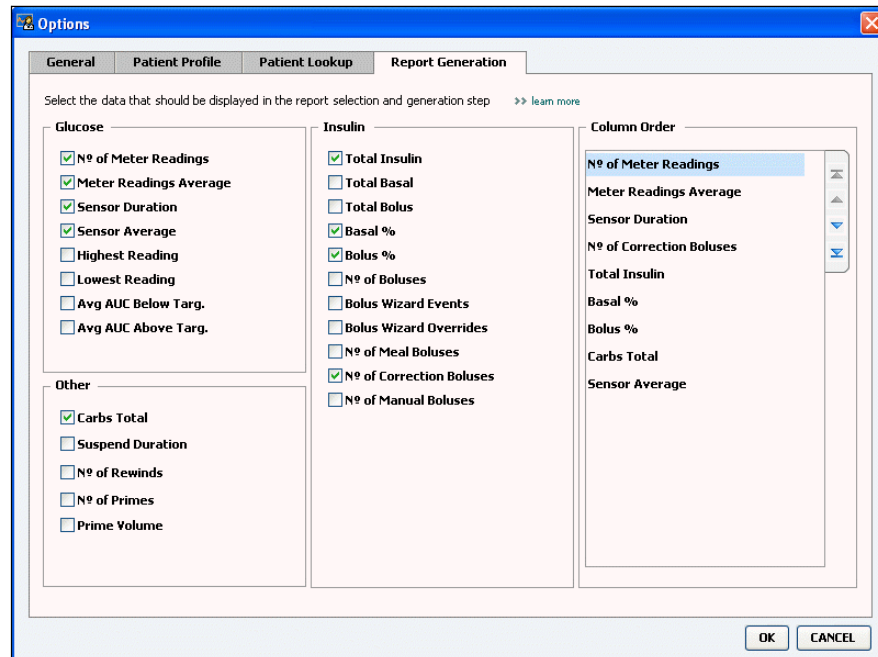 Options
General
Patient Profile
Patient Lookup
Report Generation
Select the data that should be displayed in the report selection and generation step >> learn more
Glucose
Nº of Meter Readings
Meter Readings Average
Sensor Duration
Sensor Average
Highest Reading
Lowest Reading
Avg AUC Below Targ.
Avg AUC Above Targ.
Other
Carbs Total
Suspend Duration
Nº of Rewinds
Nº of Primes
Prime Volume
Insulin
Total Insulin
Total Basal
Total Bolus
Basal %
Bolus %
Nº of Boluses
Bolus Wizard Events
Bolus Wizard Overrides
Nº of Meal Boluses
Nº of Correction Boluses
Nº of Manual Boluses
Column Order
Nº of Meter Readings
Meter Readings Average
Sensor Duration
Nº of Correction Boluses
Total Insulin
Basal %
Bolus %
Carbs Total
Sensor Average
OK
CANCEL